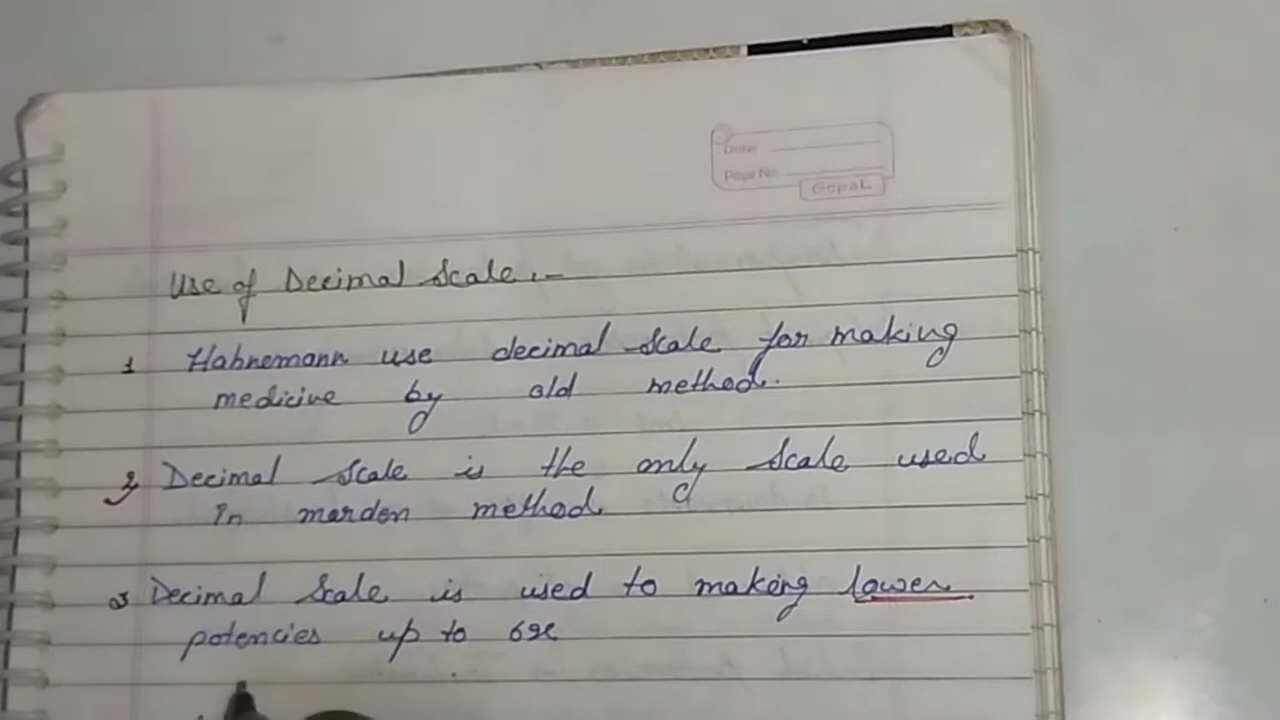 Date
Page No
Gopal
Use of Decimal Scale :-
1 Hahnemann use decimal scale for making
medicine by old method.
2 Decimal Scale is the only scale used
In mordon method.
3 Decimal Scale is used to making lower
potencies up to 6x